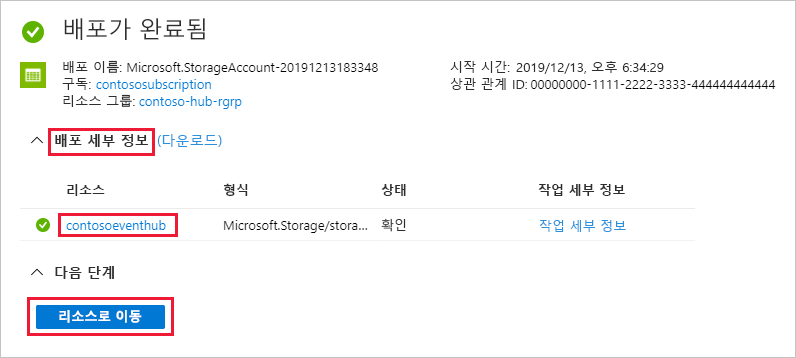 배포가 완료됨
배포 이름: Microsoft.StorageAccount-20191213183348
구독: contososubscription
리소스 그룹: contoso-hub-rgrp
시작 시간: 2019/12/13, 오후 6:34:29
상관 관계 ID: 00000000-1111-2222-3333-444444444444
배포 세부 정보 (다운로드)
리소스 형식 상태 작업 세부 정보
contosoeventhub Microsoft.Storage/stora... 확인 작업 세부 정보
다음 단계
리소스로 이동